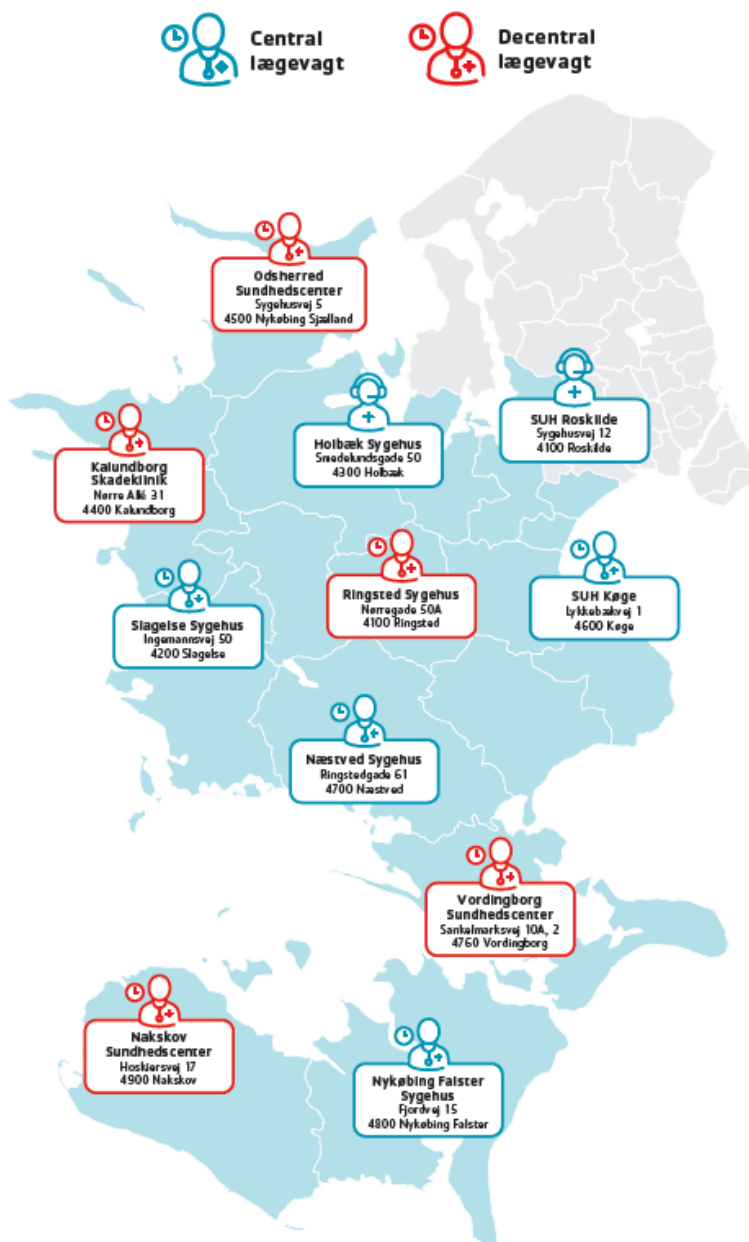 Central
lægevagt
Decentral
lægevagt
Odsherred
Sundhedscenter
Sygehusvej 5
4500 Nykøbing Sjælland
Holbæk Sygehus
Smedelundsgade 50
4300 Holbæk
SUH Roskilde
Sygehusvej 12
4100 Roskilde
Kalundborg
Skadeklinik
Nørre Allé 31
4400 Kalundborg
Ringsted Sygehus
Nørregade 50A
4100 Ringsted
SUH Køge
Lykkebækvej 1
4600 Køge
Slagelse Sygehus
Ingemannsvej 50
4200 Slagelse
Næstved Sygehus
Ringstedgade 61
4700 Næstved
Vordingborg
Sundhedscenter
Sankelmarksvej 10A, 2
4760 Vordingborg
Nakskov
Sundhedscenter
Hoskiersvej 17
4900 Nakskov
Nykøbing Falster
Sygehus
Fjordvej 15
4800 Nykøbing Falster